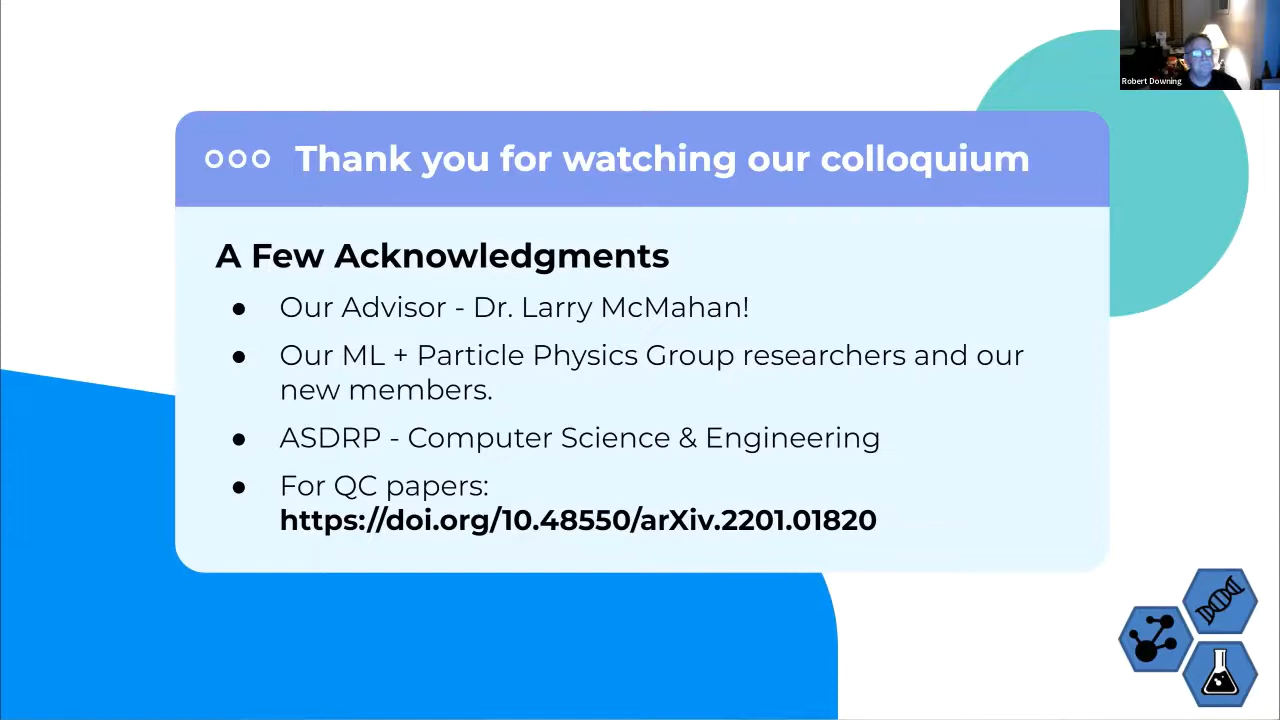 Robert Downing
Thank you for watching our colloquium
A Few Acknowledgments
● Our Advisor - Dr. Larry McMahan!
● Our ML + Particle Physics Group researchers and our
new members.
● ASDRP - Computer Science & Engineering
● For QC papers:
https://doi.org/10.48550/arXiv.2201.01820